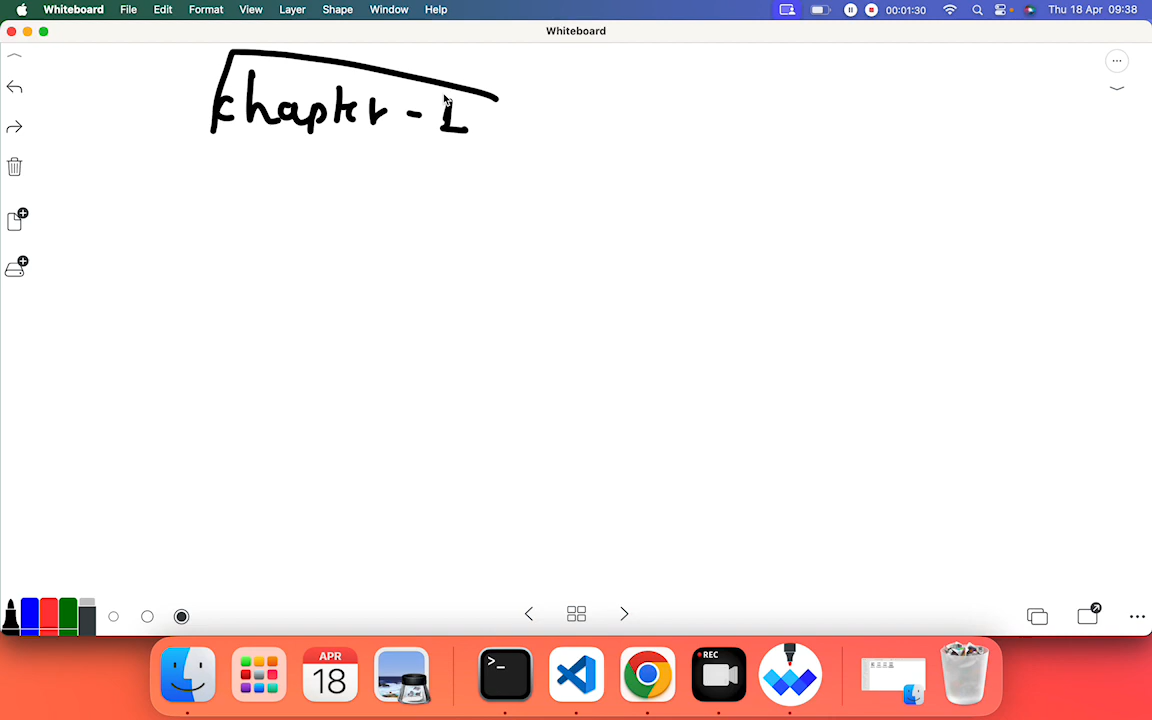 Whiteboard File Edit Format View Layer Shape Window Help 00:01:30 Thu 18 Apr 09:38
Whiteboard
chapter - 1
APR
18
REC